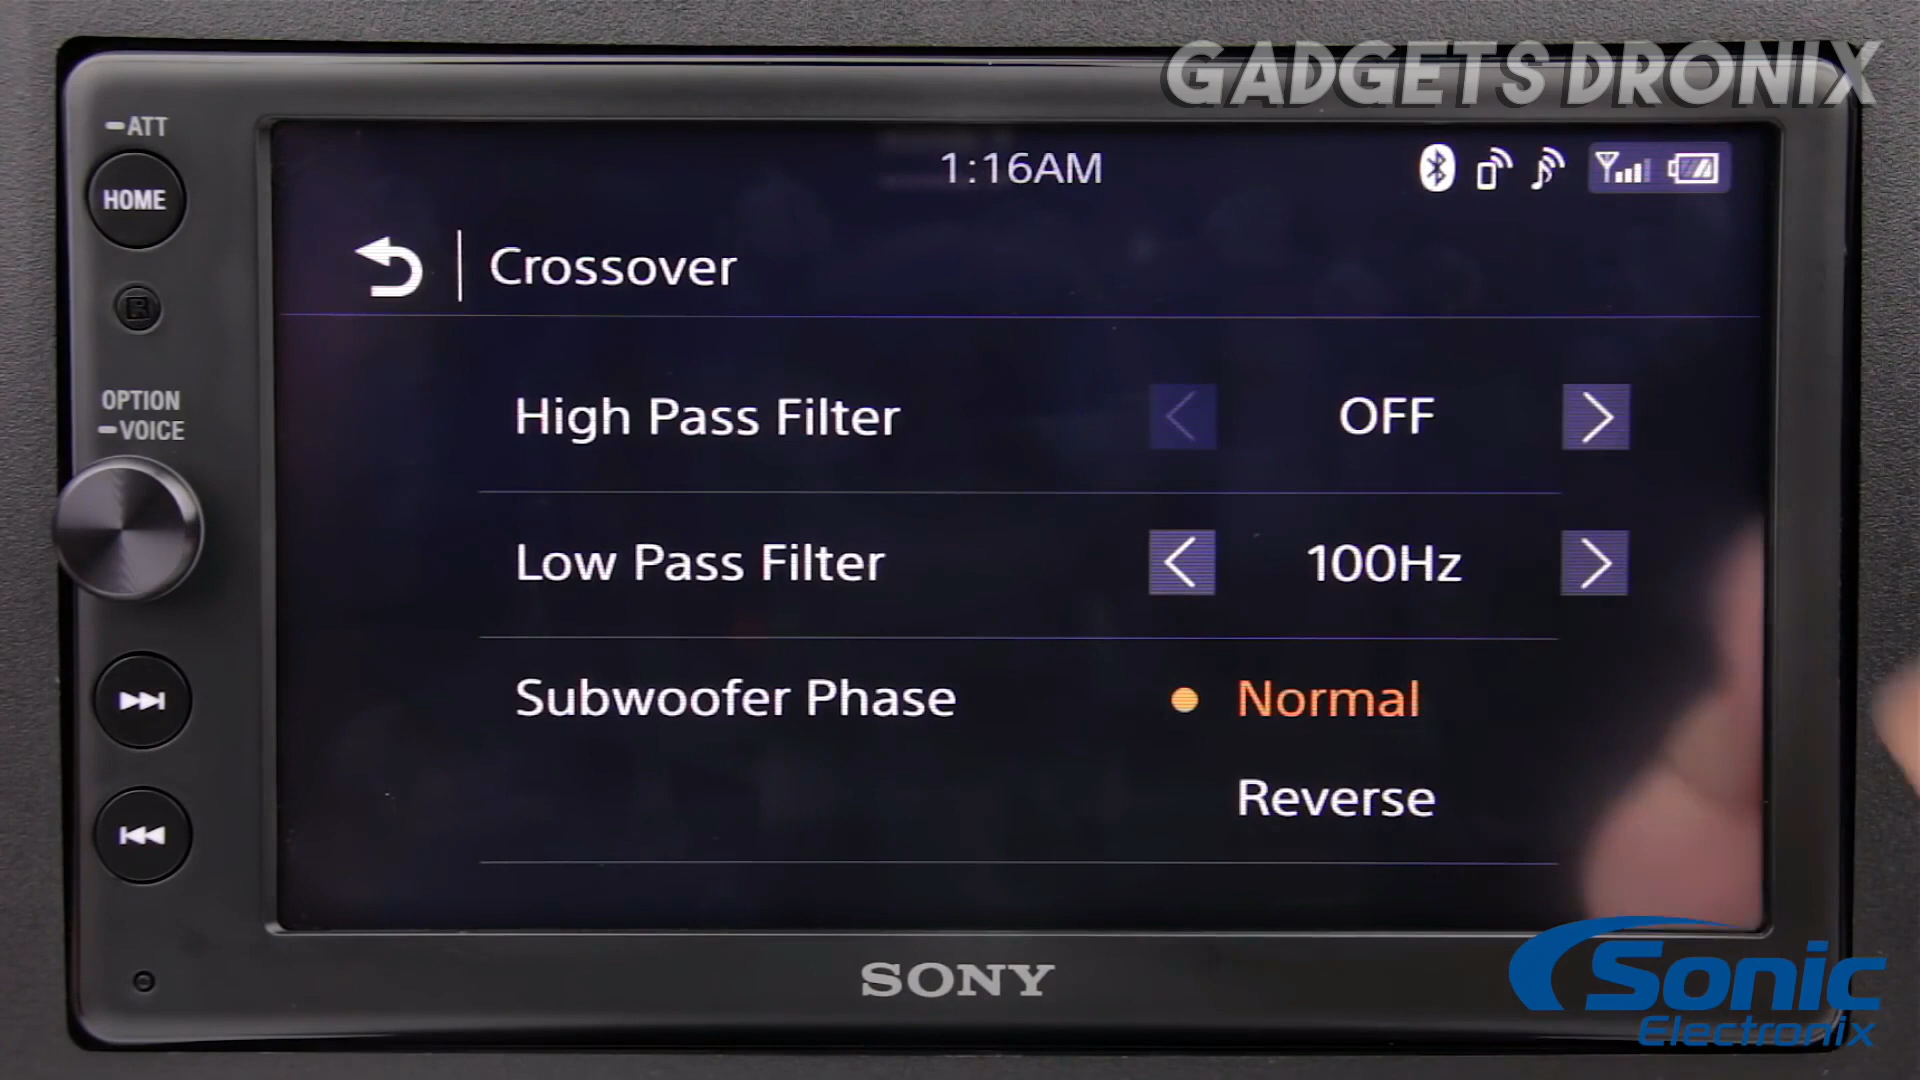 GADGETS DRONIX
ATT
HOME
R
OPTION
VOICE
1:16AM
Crossover
High Pass Filter OFF
Low Pass Filter 100Hz
Subwoofer Phase Normal
Reverse
SONY
Sonic
Electronix